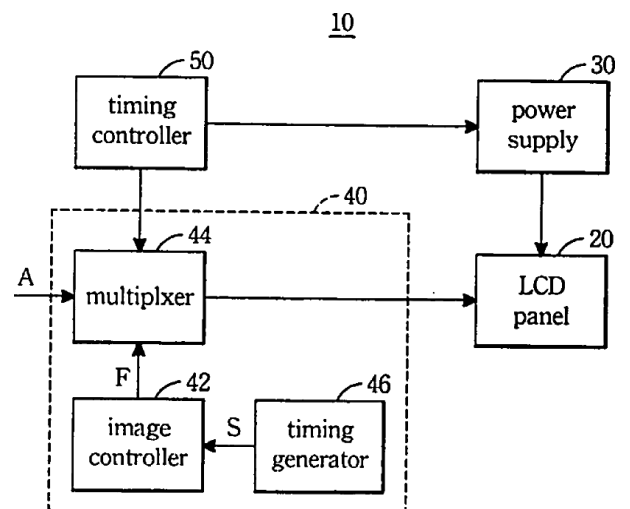 10
50
timing
controller
30
power
supply
40
44
multiplxer
A
20
LCD
panel
F
42
image
controller
S
46
timing
generator